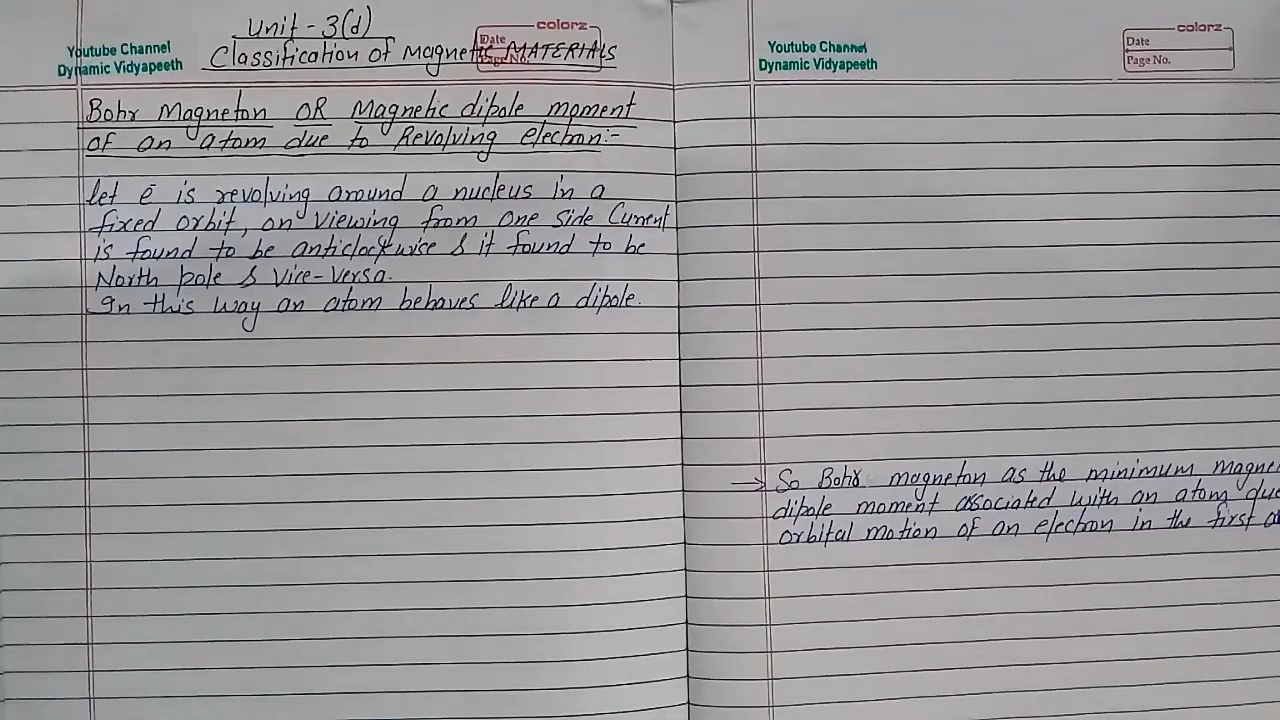 Unit - 3(d)
Classification of Magnetic MATERIALS
colorz
Date
Page No.
Youtube Channel
Dynamic Vidyapeeth
Bohr Magneton OR Magnetic dipole moment
of an atom due to Revolving electron:-
let e̅ is revolving around a nucleus in a
fixed orbit, on viewing from one side Current
is found to be anticlockwise & it found to be
North pole & Vice-Versa.
In this way an atom behaves like a dipole.
Youtube Channel
Dynamic Vidyapeeth
colorz
Date
Page No.
→ So Bohr magneton as the minimum magne
dipole moment associated with an atom due
orbital motion of an electron in the first